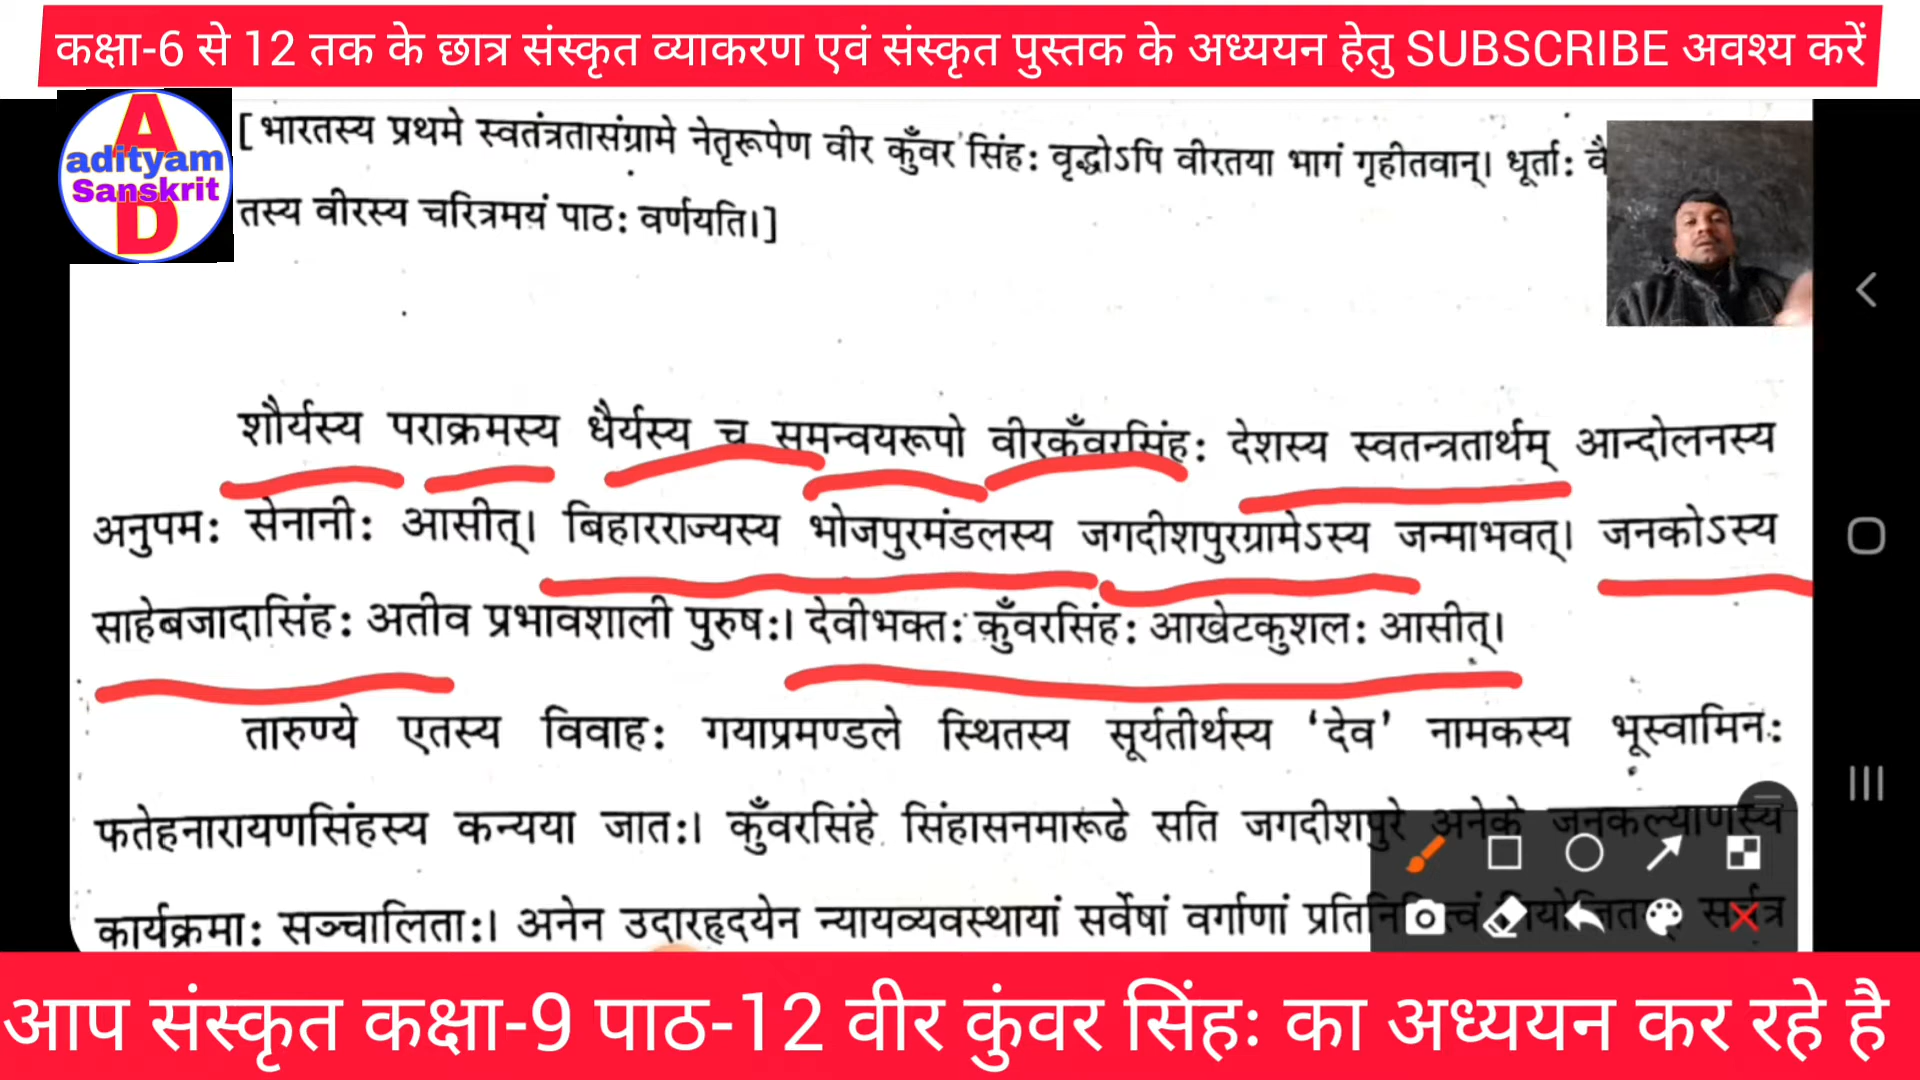 कक्षा-6 से 12 तक के छात्र संस्कृत व्याकरण एवं संस्कृत पुस्तक के अध्ययन हेतु SUBSCRIBE अवश्य करें
A
adityam
Sanskrit
D
[ भारतस्य प्रथमे स्वतंत्रतासंग्रामे नेतृरूपेण वीर कुँवर सिंहः वृद्धोऽपि वीरतया भागं गृहीतवान्। धूर्ताः
तस्य वीरस्य चरित्रमयं पाठः वर्णयति।]
शौर्यस्य पराक्रमस्य धैर्यस्य च समन्वयरूपो वीरकुँवरसिंहः देशस्य स्वतन्त्रतार्थम् आन्दोलनस्य
अनुपमः सेनानीः आसीत्। बिहारराज्यस्य भोजपुरमंडलस्य जगदीशपुरग्रामेऽस्य जन्माभवत्। जनकोऽस्य
साहेबजादासिंहः अतीव प्रभावशाली पुरुषः। देवीभक्तः कुँवरसिंहः आखेटकुशलः आसीत्।
तारुण्ये एतस्य विवाहः गयाप्रमण्डले स्थितस्य सूर्यतीर्थस्य ‘देव’ नामकस्य भूस्वामिनः
फतेहनारायणसिंहस्य कन्यया जातः। कुँवरसिंहे सिंहासनमारूढे सति जगदीशपुरे अनेके जनकल्याणस्य
कार्यक्रमाः सञ्चालिताः। अनेन उदारहृदयेन न्यायव्यवस्थायां सर्वेषां वर्गाणां
आप संस्कृत कक्षा-9 पाठ-12 वीर कुंवर सिंहः का अध्ययन कर रहे है